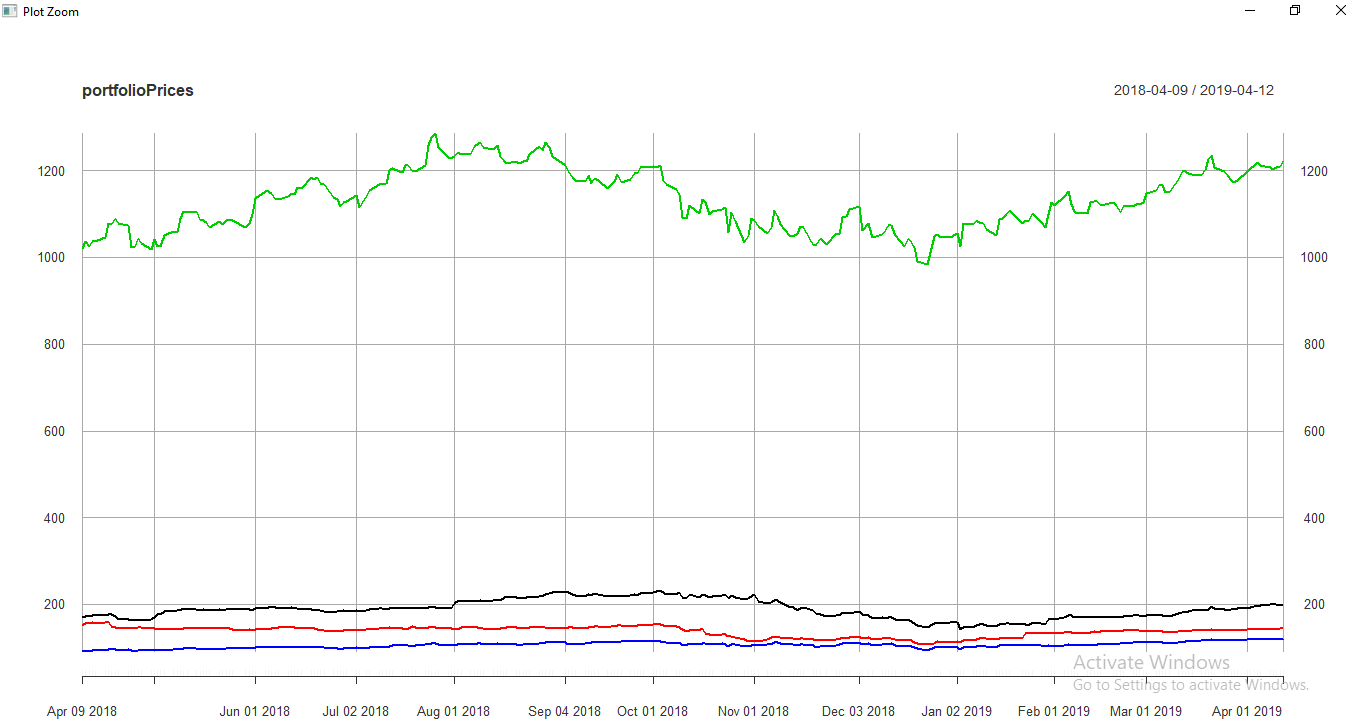 Plot Zoom
portfolioPrices
2018-04-09 / 2019-04-12
1200 1200
1000 1000
800 800
600 600
400 400
200 200
Activate Windows
Go to Settings to activate Windows.
Apr 09 2018 Jun 01 2018 Jul 02 2018 Aug 01 2018 Sep 04 2018 Oct 01 2018 Nov 01 2018 Dec 03 2018 Jan 02 2019 Feb 01 2019 Mar 01 2019 Apr 01 2019